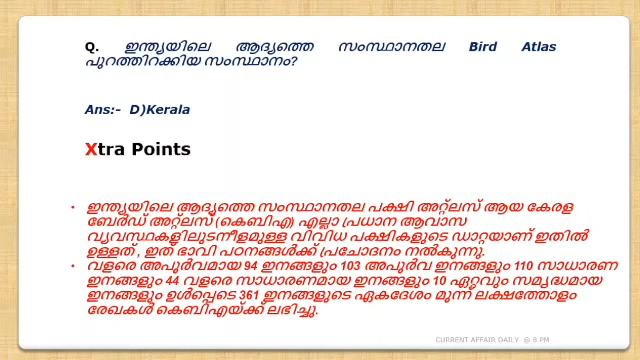 Q. ഇന്ത്യയിലെ ആദ്യത്തെ സംസ്ഥാനതല Bird Atlas
പുറത്തിറക്കിയ സംസ്ഥാനം?
Ans:- D)Kerala
Xtra Points
• ഇന്ത്യയിലെ ആദ്യത്തെ സംസ്ഥാനതല പക്ഷി അറ്റ്ലസ് ആയ കേരള
ബേർഡ് അറ്റ്ലസ് (കെബിഎ) എല്ലാ പ്രധാന ആവാസ
വ്യവസ്ഥകളിലുടനീളമുള്ള വിവിധ പക്ഷികളുടെ ഡാറ്റയാണ് ഇതിൽ
ഉള്ളത് , ഇത് ഭാവി പഠനങ്ങൾക്ക് പ്രചോദനം നൽകുന്നു.
• വളരെ അപൂർവമായ 94 ഇനങ്ങളും 103 അപൂർവ ഇനങ്ങളും 110 സാധാരണ
ഇനങ്ങളും 44 വളരെ സാധാരണമായ ഇനങ്ങളും 10 ഏറ്റവും സമൃദ്ധമായ
ഇനങ്ങളും ഉൾപ്പെടെ 361 ഇനങ്ങളുടെ ഏകദേശം മൂന്ന് ലക്ഷത്തോളം
രേഖകൾ കെബിഎയ്ക്ക് ലഭിച്ചു.
CURRENT AFFAIR DAILY @ 8 PM